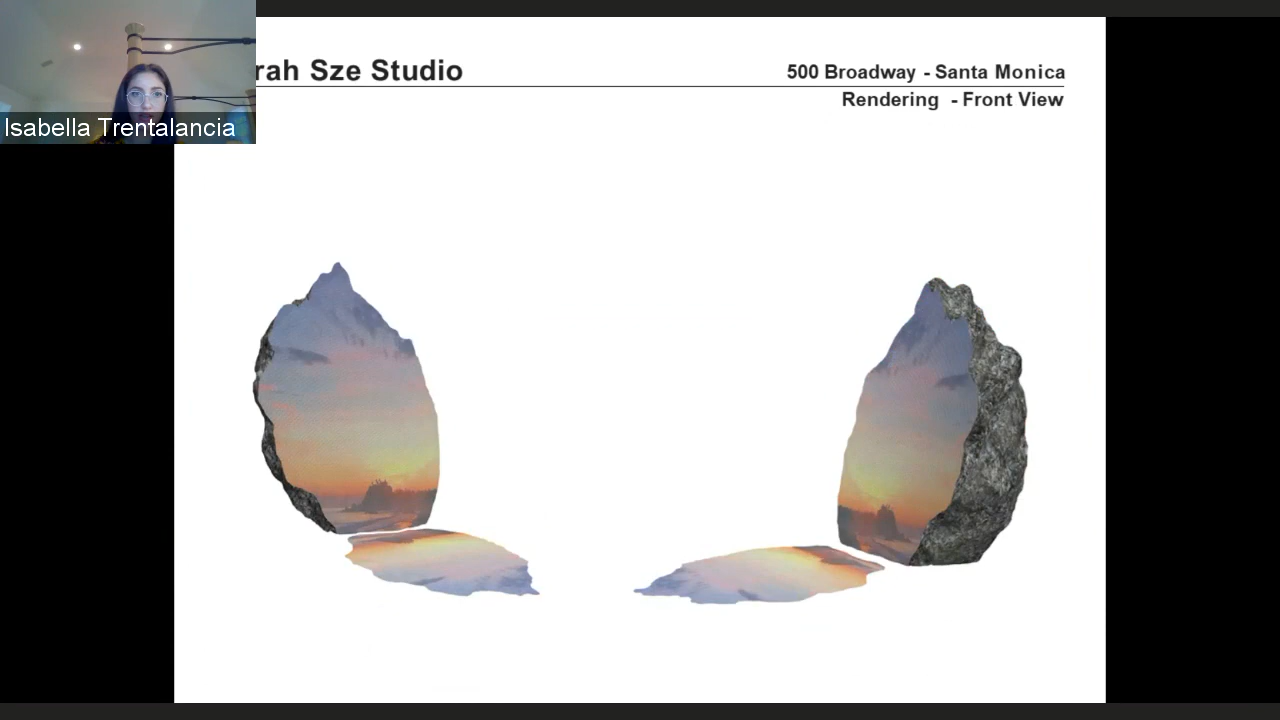 rah Sze Studio
500 Broadway - Santa Monica
Rendering - Front View
Isabella Trentalancia